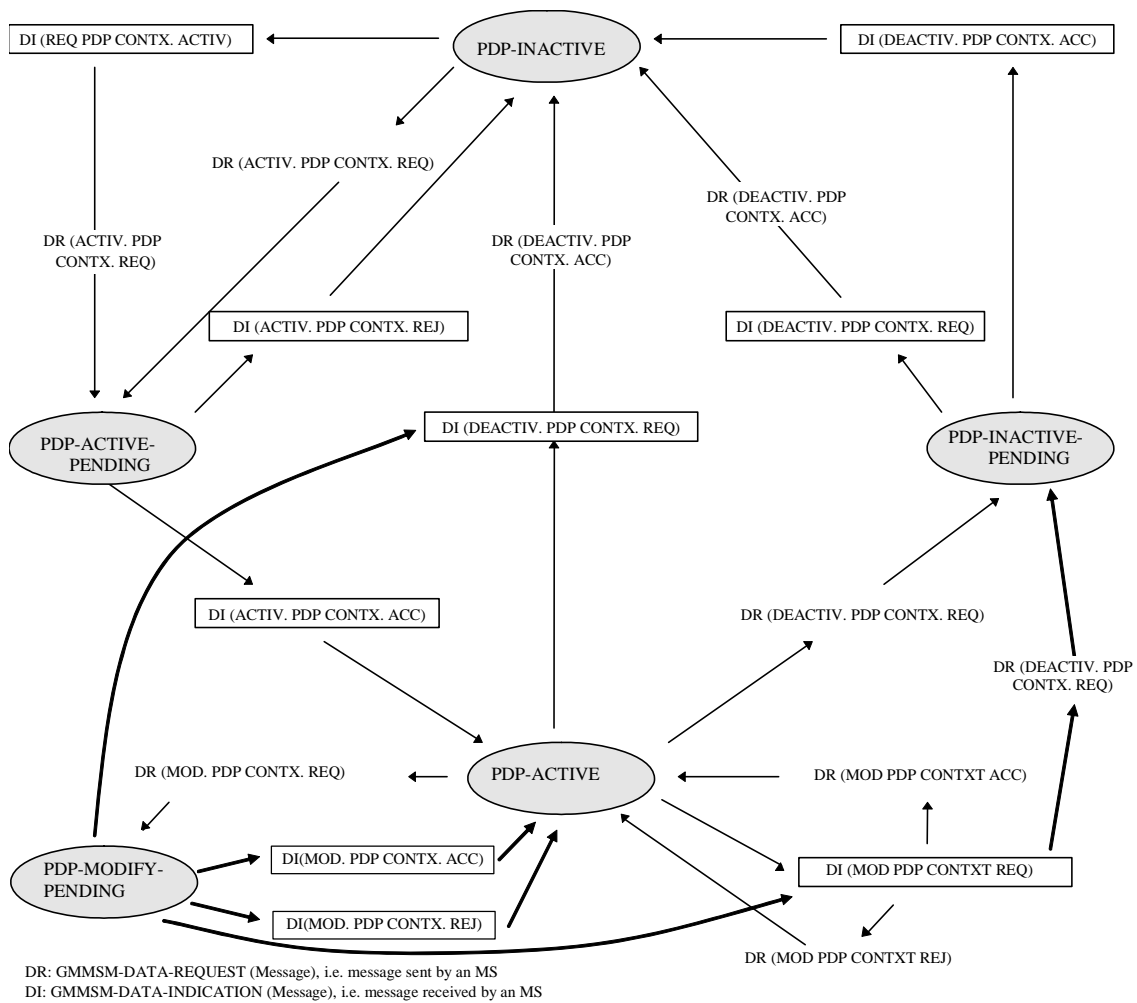 DI (REQ PDP CONTX. ACTIV)
PDP-INACTIVE
DI (DEACTIV. PDP CONTX. ACC)
DR (ACTIV. PDP CONTX. REQ)
DR (DEACTIV. PDP
CONTX. ACC)
DR (ACTIV. PDP
CONTX. REQ)
DR (DEACTIV. PDP
CONTX. ACC)
DI (ACTIV. PDP CONTX. REJ)
DI (DEACTIV. PDP CONTX. REQ)
PDP-ACTIVE-
PENDING
DI (DEACTIV. PDP CONTX. REQ)
PDP-INACTIVE-
PENDING
DI (ACTIV. PDP CONTX. ACC)
DR (DEACTIV. PDP CONTX. REQ)
DR (DEACTIV. PDP
CONTX. REQ)
DR (MOD. PDP CONTX. REQ)
PDP-ACTIVE
DR (MOD PDP CONTXT ACC)
PDP-MODIFY-
PENDING
DI(MOD. PDP CONTX. ACC)
DI (MOD PDP CONTXT REQ)
DI(MOD. PDP CONTX. REJ)
DR (MOD PDP CONTXT REJ)
DR: GMMSM-DATA-REQUEST (Message), i.e. message sent by an MS
DI: GMMSM-DATA-INDICATION (Message), i.e. message received by an MS